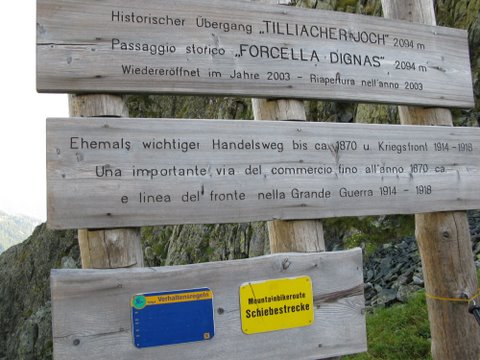 Historischer Übergang "TILLIACHERJOCH" 2094 m
Passaggio storico "FORCELLA DIGNAS" 2094 m
Wiedereröffnet im Jahre 2003 - Riapertura nell'anno 2003
Ehemals wichtiger Handelsweg bis ca. 1870 u. Kriegsfront 1914-1918
Una importante via del commercio fino all'anno 1870 ca.
e linea del fronte nella Grande Guerra 1914 - 1918
Verhaltensregeln
Mountainbikeroute
Schiebestrecke